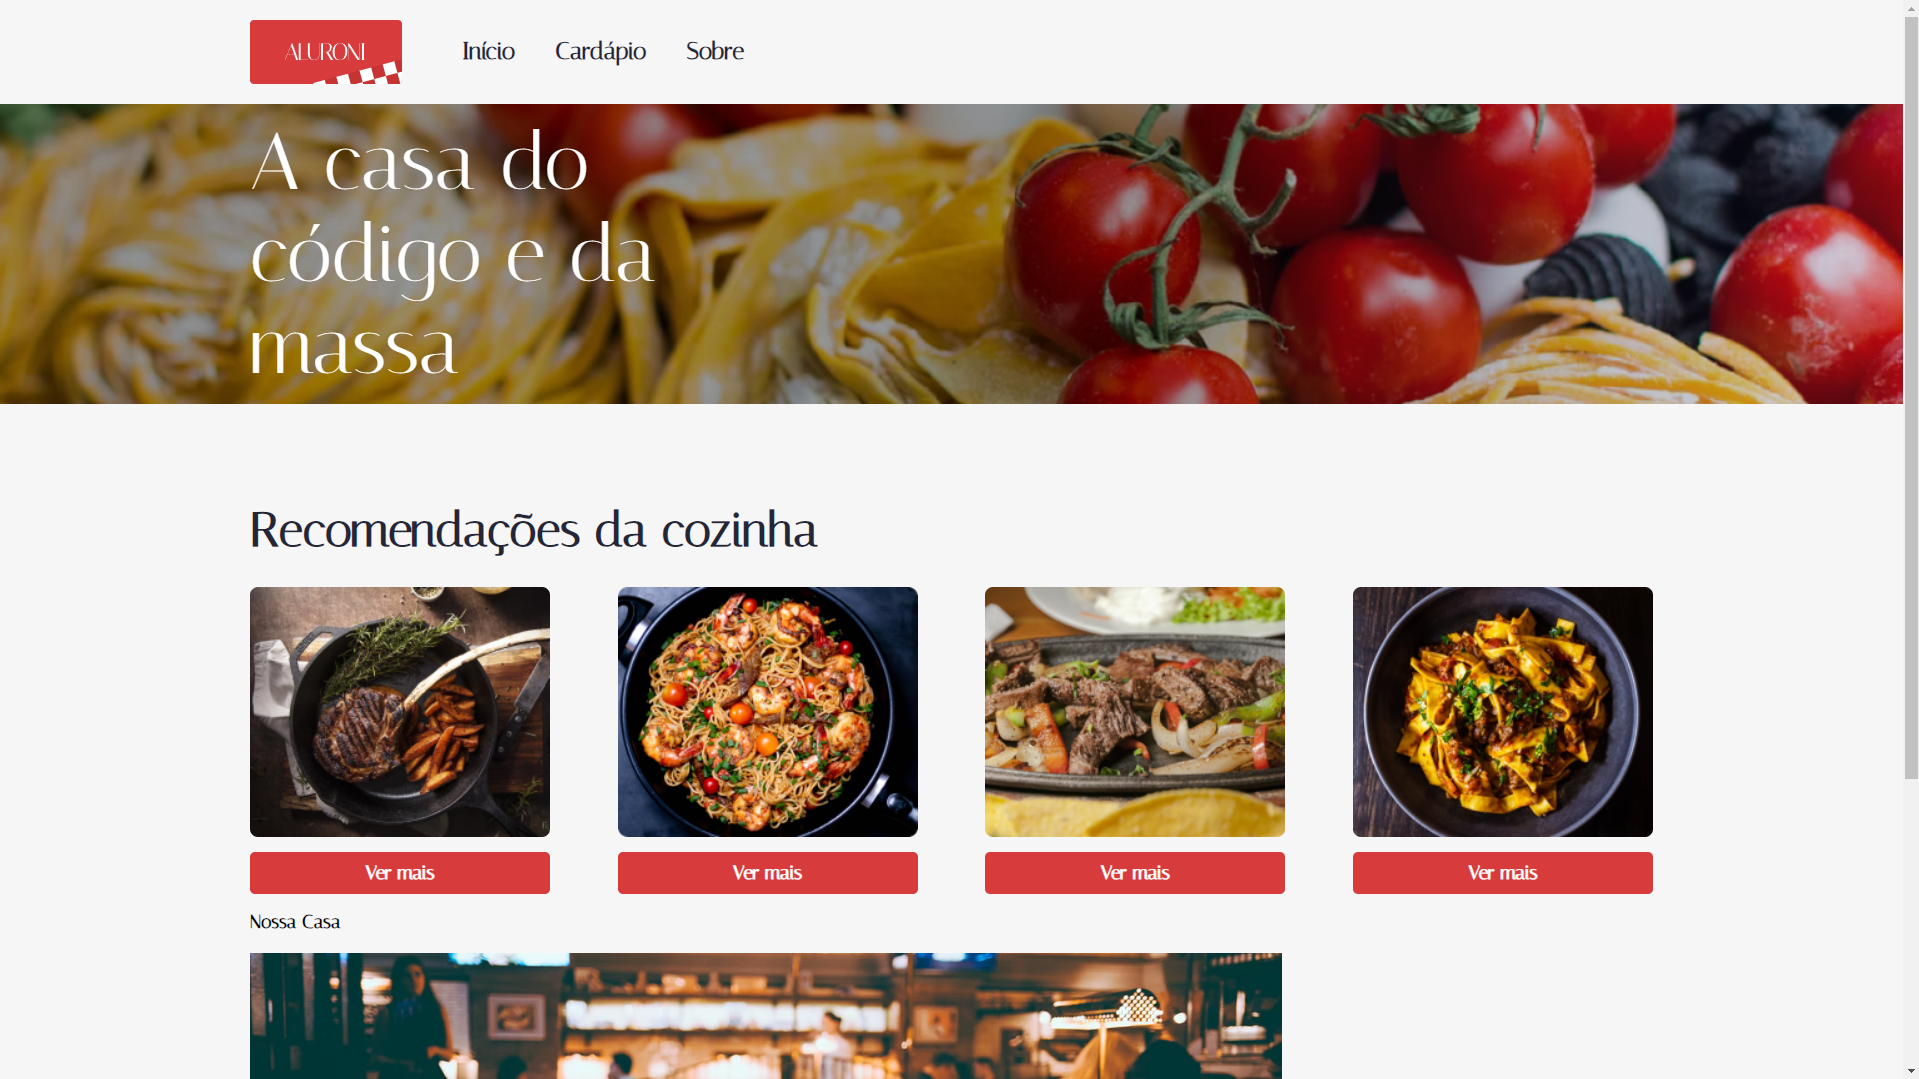 ALURONI
Início Cardápio Sobre
A casa do
código e da
massa
Recomendações da cozinha
Ver mais Ver mais Ver mais Ver mais
Nossa Casa